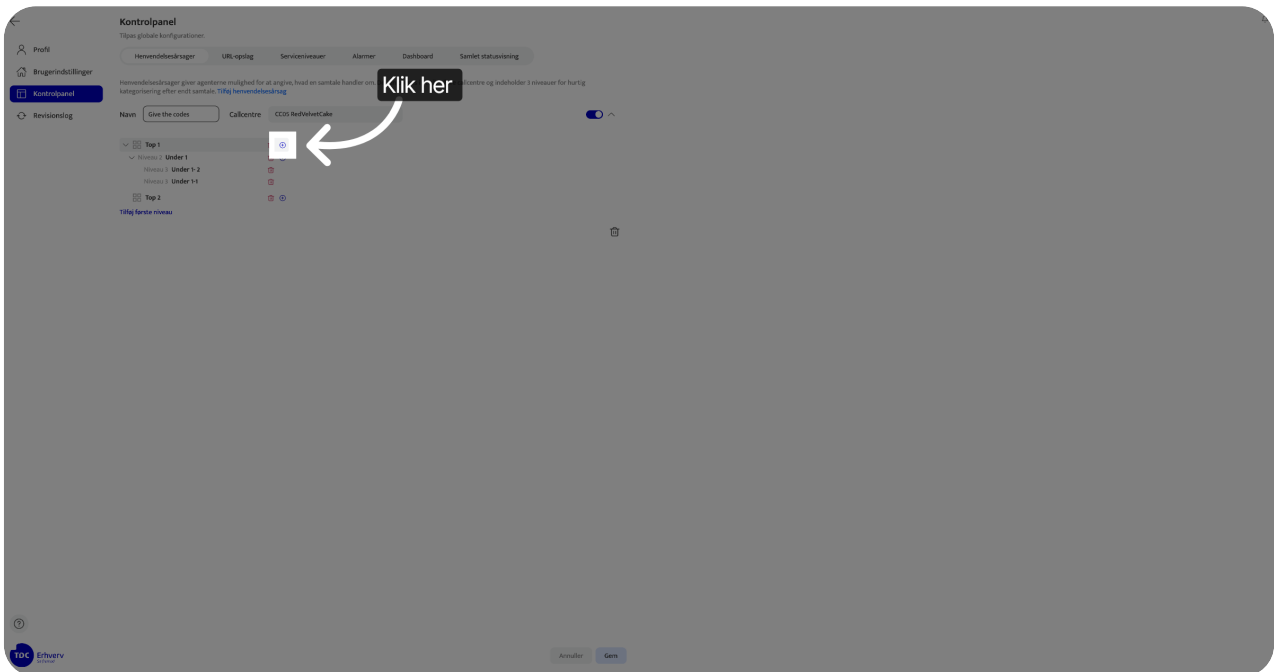 Kontrolpanel
Tilpas globale konfigurationer.
Profil
Brugerindstillinger
Kontrolpanel
Revisionslog
Henvendelsesårsager URL-opslag Serviceniveauer Alarmer Dashboard Samlet statusvisning
Henvendelsesårsager giver agenterne mulighed for at angive, hvad en samtale handler om. callcentre og indeholder 3 niveauer for hurtig
kategorisering efter endt samtale. Tilføj henvendelsesårsag
Klik her
Navn Give the codes Callcentre CC05 RedVelvetCake
Top 1
Niveau 2 Under 1
Niveau 3 Under 1- 2
Niveau 3 Under 1-1
Top 2
Tilføj første niveau
TDC Erhverv
Annuller Gem